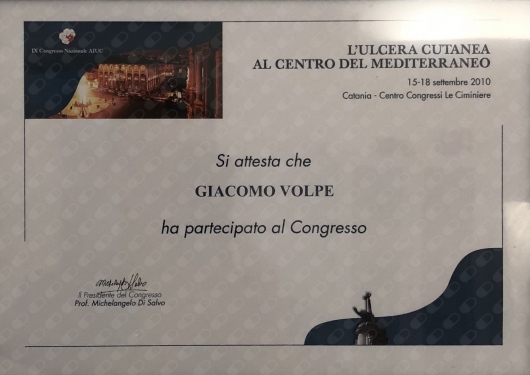 IX Congresso Nazionale AIUC
L'ULCERA CUTANEA
AL CENTRO DEL MEDITERRANEO
15-18 settembre 2010
Catania - Centro Congressi Le Ciminiere
Si attesta che
GIACOMO VOLPE
ha partecipato al Congresso
Il Presidente del Congresso
Prof. Michelangelo Di Salvo